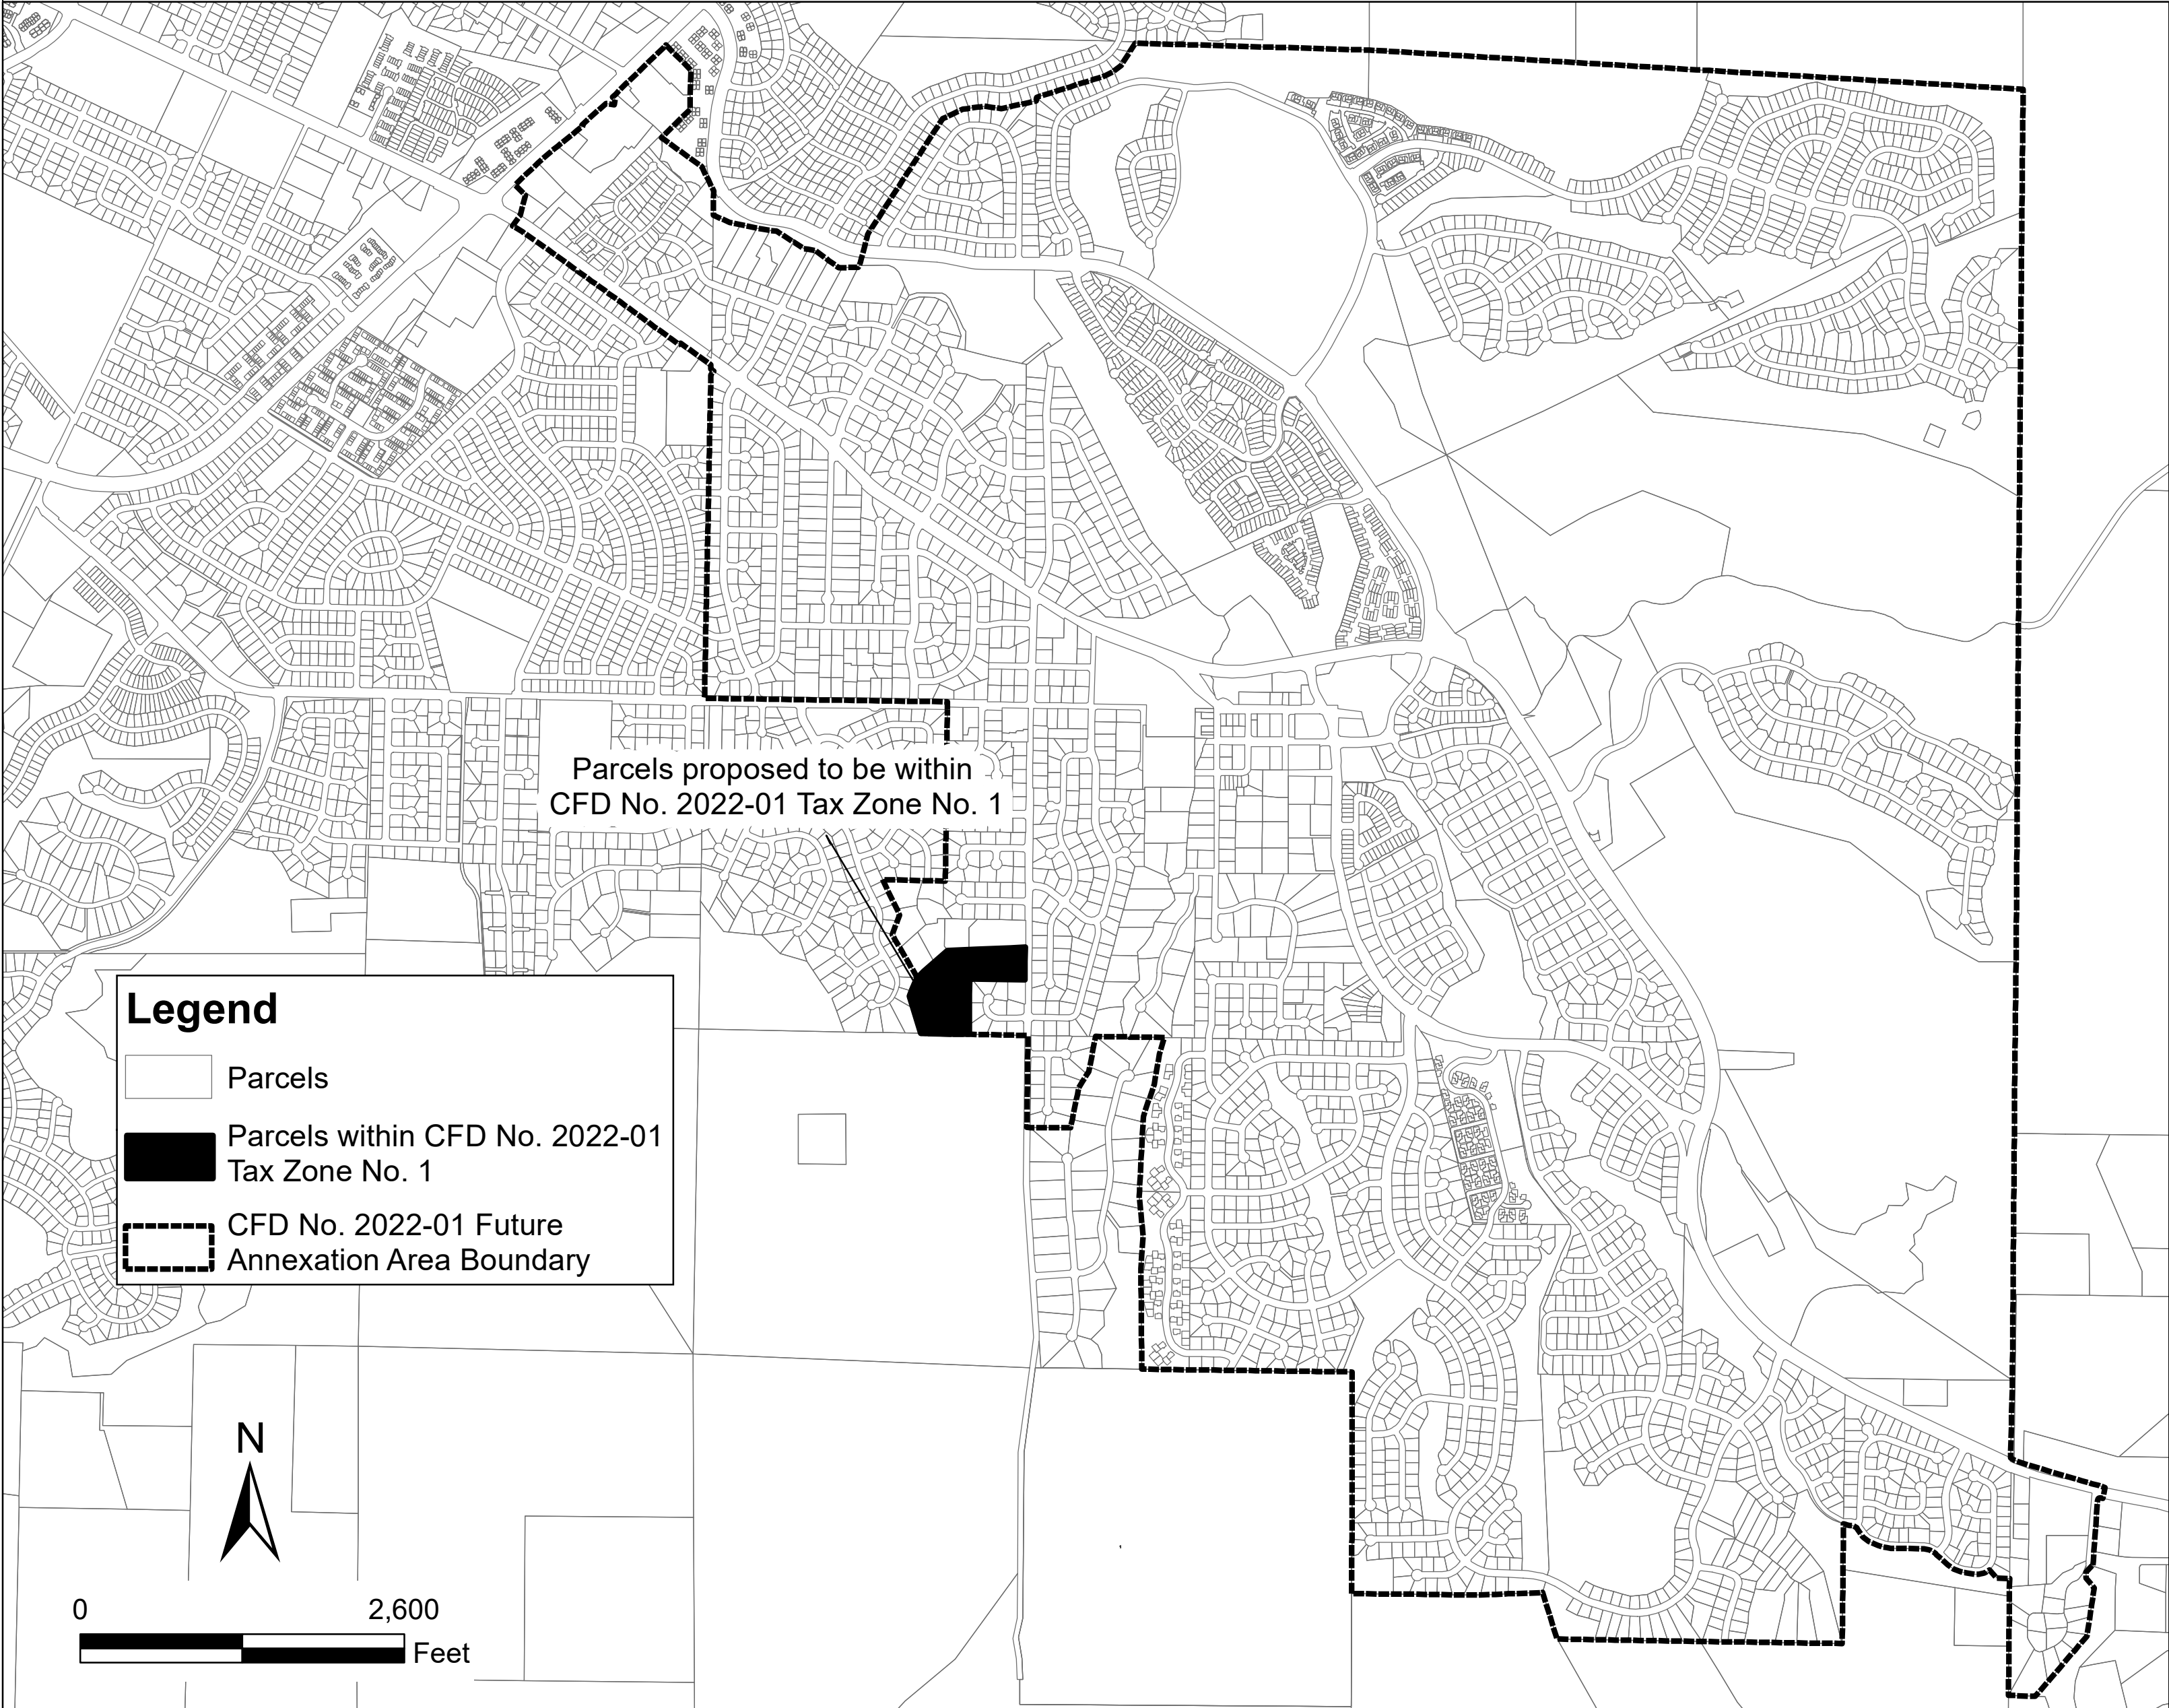 Parcels proposed to be within
CFD No. 2022-01 Tax Zone No. 1
Legend
Parcels
Parcels within CFD No. 2022-01
Tax Zone No. 1
CFD No. 2022-01 Future
Annexation Area Boundary
N
0 2,600
Feet